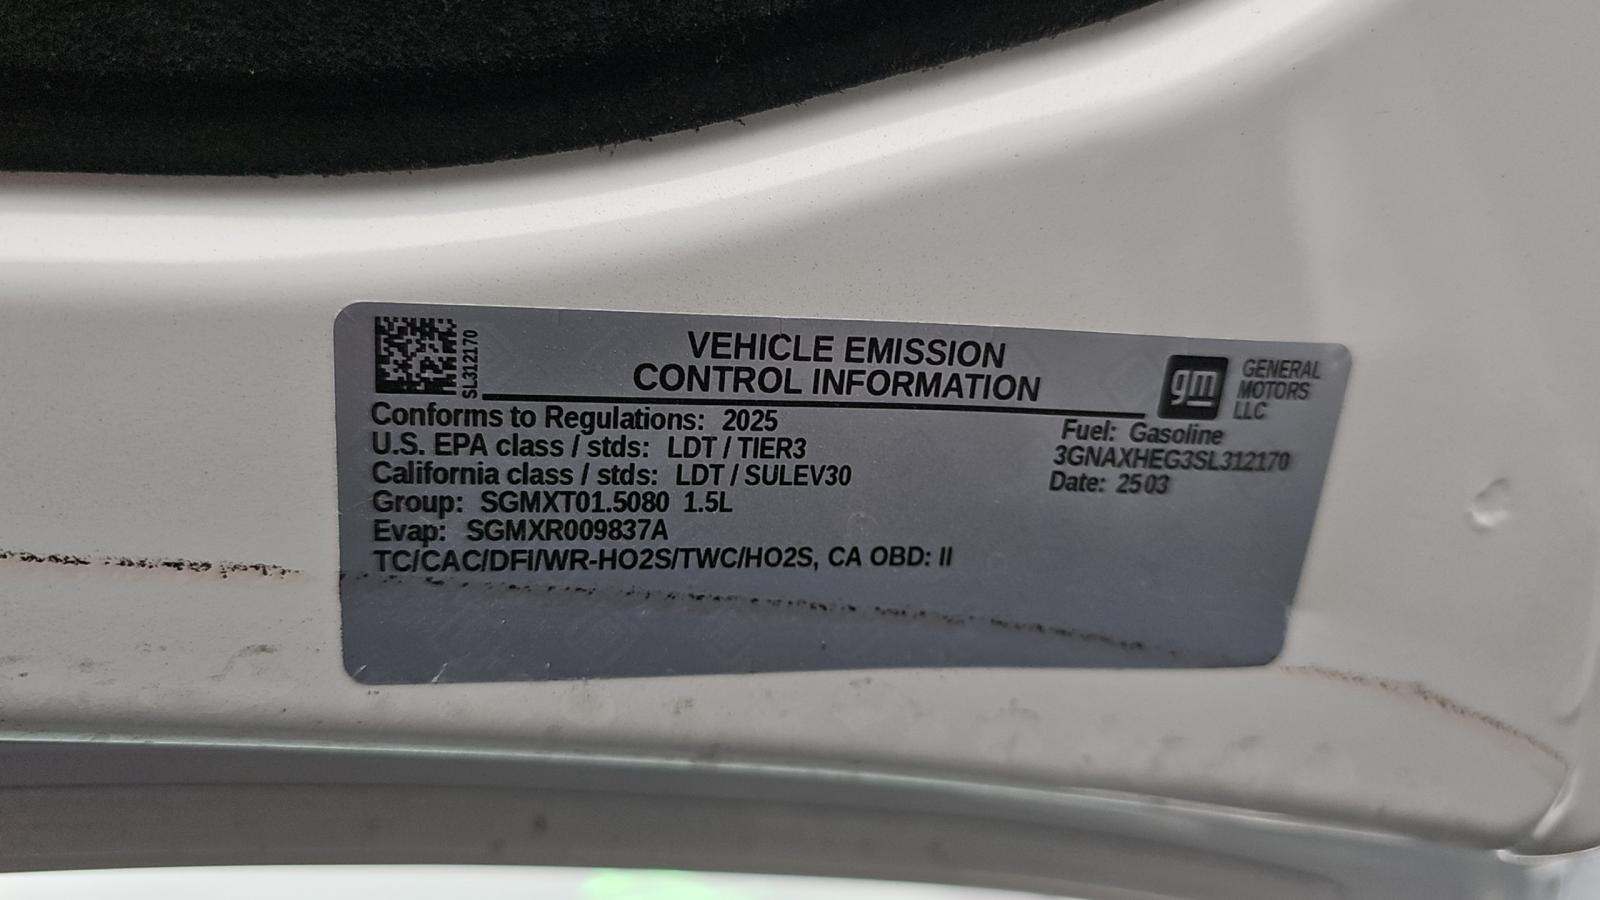 SL312170
VEHICLE EMISSION
CONTROL INFORMATION
gm
GENERAL
MOTORS
LLC
Conforms to Regulations: 2025
U.S. EPA class / stds: LDT / TIER3
California class / stds: LDT / SULEV30
Group: SGMXT01.5080 1.5L
Evap: SGMXR009837A
TC/CAC/DFI/WR-HO2S/TWC/HO2S, CA OBD: II
Fuel: Gasoline
3GNAXHEG3SL312170
Date: 2503